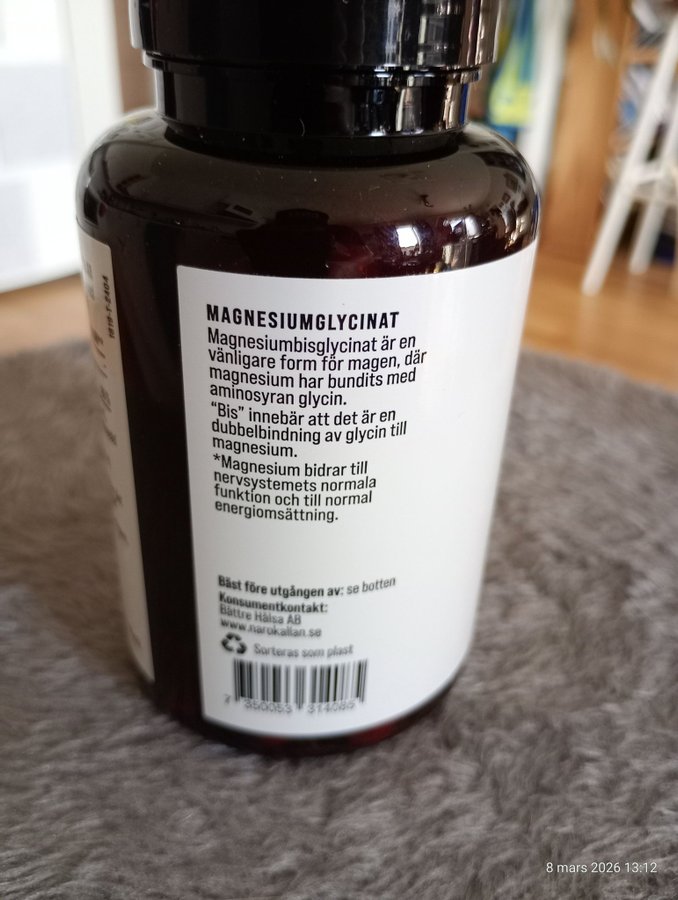 MAGNESIUMGLYCINAT
Magnesiumbisglycinat är en
vänligare form för magen, där
magnesium har bundits med
aminosyran glycin.
“Bis” innebär att det är en
dubbelbindning av glycin till
magnesium.
*Magnesium bidrar till
nervsystemets normala
funktion och till normal
energiomsättning.
Bäst före utgången av: se botten
Konsumentkontakt:
Bättre Hälsa AB
www.narokallan.se
Sorteras som plast
7 350053 314085
8 mars 2026 13:12